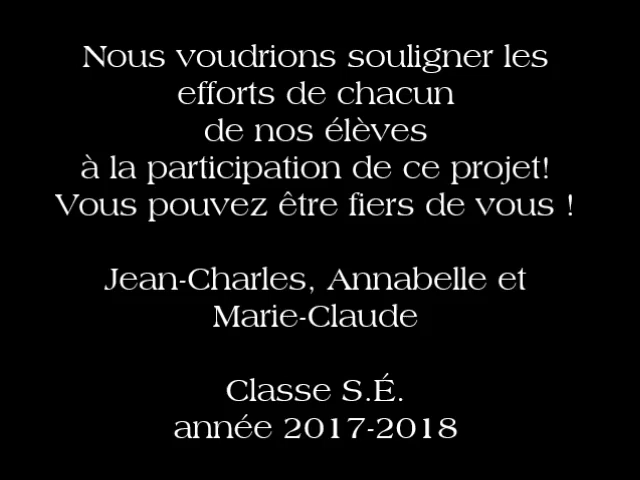 Nous voudrions souligner les
efforts de chacun
de nos élèves
à la participation de ce projet!
Vous pouvez être fiers de vous !
Jean-Charles, Annabelle et
Marie-Claude
Classe S.É.
année 2017-2018